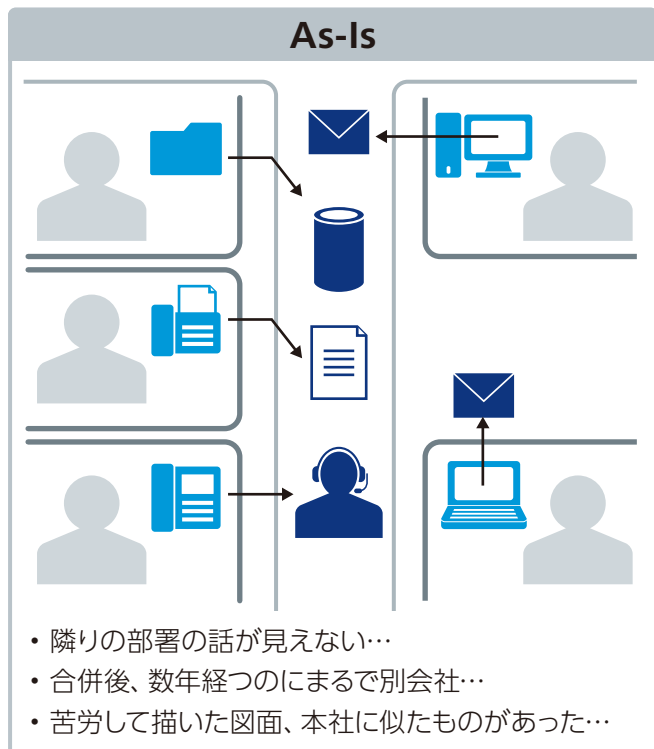 As-Is
・隣りの部署の話が見えない…
・合併後、数年経つのにまるで別会社…
・苦労して描いた図面、本社に似たものがあった…